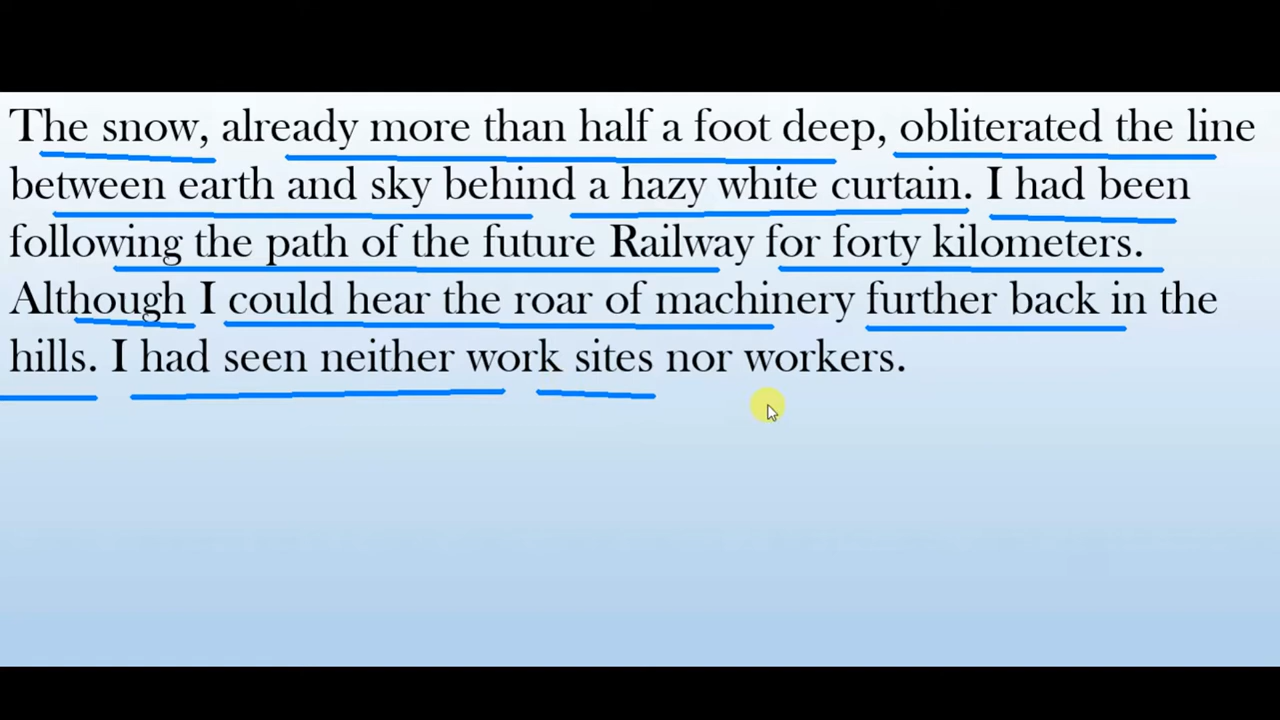 The snow, already more than half a foot deep, obliterated the line
between earth and sky behind a hazy white curtain. I had been
following the path of the future Railway for forty kilometers.
Although I could hear the roar of machinery further back in the
hills. I had seen neither work sites nor workers.